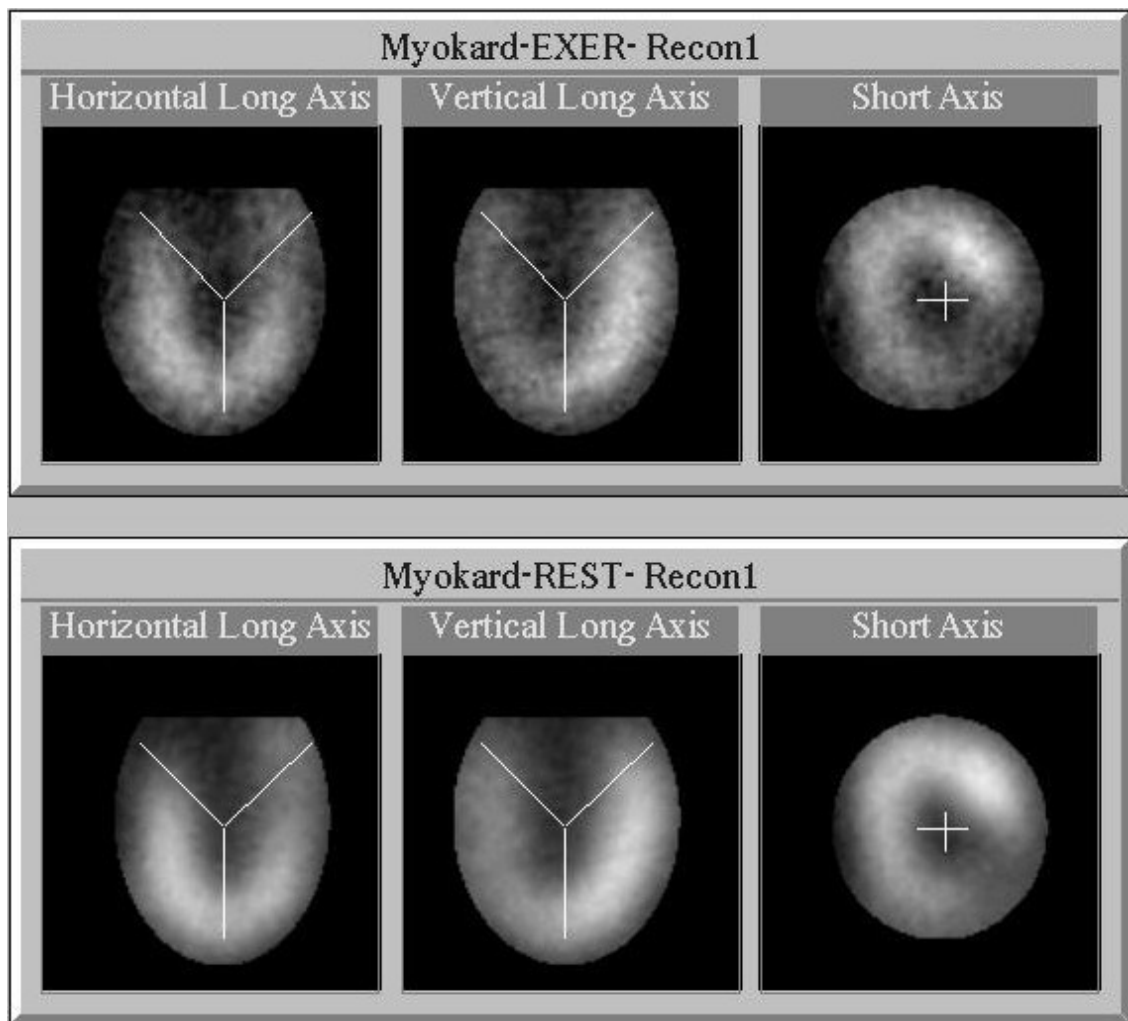 Myokard-EXER- Recon1
Horizontal Long Axis Vertical Long Axis Short Axis
Myokard-REST- Recon1
Horizontal Long Axis Vertical Long Axis Short Axis